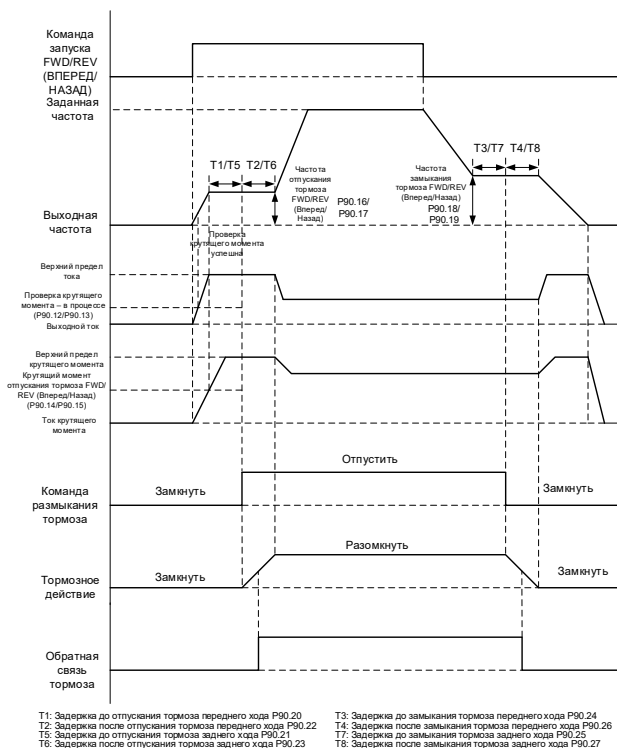 Команда
запуска
FWD/REV
(ВПЕРЕД/
НАЗАД)
Заданная
частота
T1/T5 T2/T6
T3/T7 T4/T8
Частота
отпускания
тормоза
FWD/REV
(Вперед/
Назад)
P90.16/
P90.17
Частота
замыкания
тормоза FWD/REV
(Вперед/Назад)
P90.18/
P90.19
Выходная
частота
Проверка
крутящего момента
успешна
Верхний предел
тока
Проверка крутящего
момента – в процессе
(P90.12/P90.13)
Выходной ток
Верхний предел
крутящего момента
Крутящий момент
отпускания тормоза FWD/
REV (Вперед/Назад)
(P90.14/P90.15)
Ток крутящего
момента
Отпустить
Команда
размыкания
тормоза
Замкнуть
Замкнуть
Разомкнуть
Тормозное
действие
Замкнуть
Замкнуть
Обратная
связь
тормоза
T1: Задержка до отпускания тормоза переднего хода P90.20
T2: Задержка после отпускания тормоза переднего хода P90.22
T5: Задержка до отпускания тормоза заднего хода P90.21
T6: Задержка после отпускания тормоза заднего хода P90.23
T3: Задержка до замыкания тормоза переднего хода P90.24
T4: Задержка после замыкания тормоза переднего хода P90.26
T7: Задержка до замыкания тормоза заднего хода P90.25
T8: Задержка после замыкания тормоза заднего хода P90.27